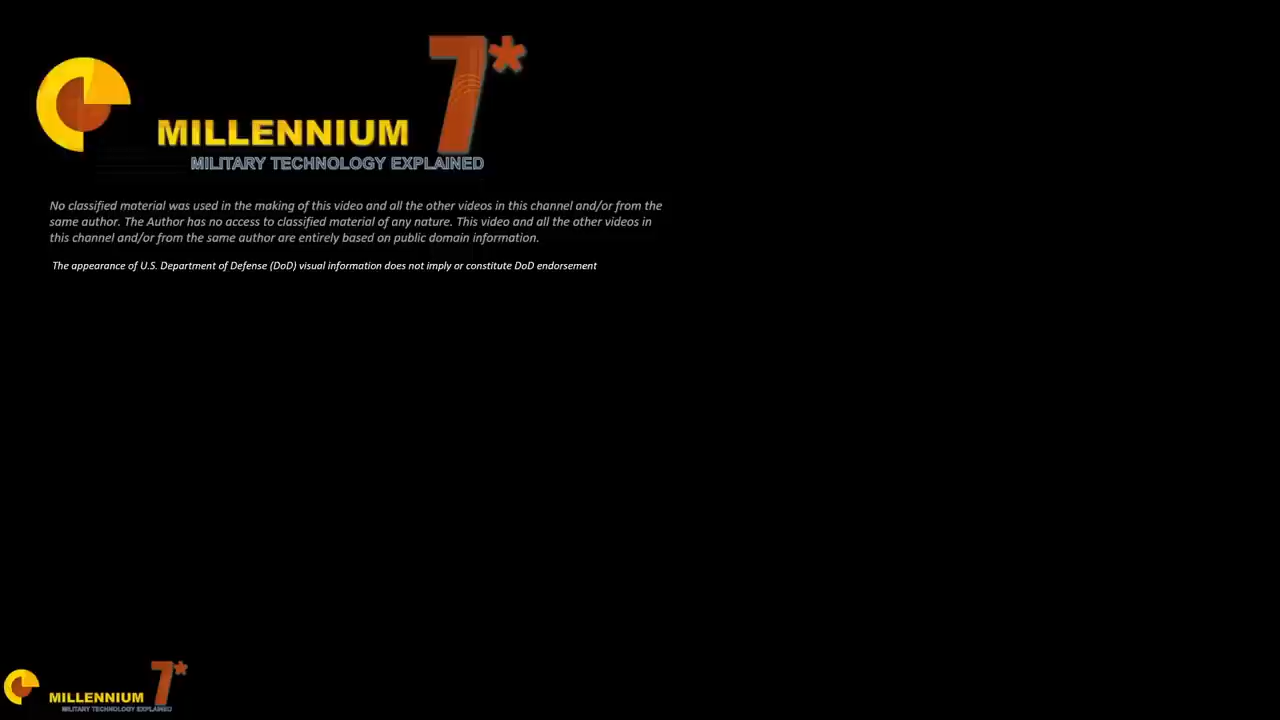 7*
MILLENNIUM
MILITARY TECHNOLOGY EXPLAINED
No classified material was used in the making of this video and all the other videos in this channel and/or from the
same author. The Author has no access to classified material of any nature. This video and all the other videos in
this channel and/or from the same author are entirely based on public domain information.
The appearance of U.S. Department of Defense (DoD) visual information does not imply or constitute DoD endorsement
7*
MILLENNIUM
MILITARY TECHNOLOGY EXPLAINED